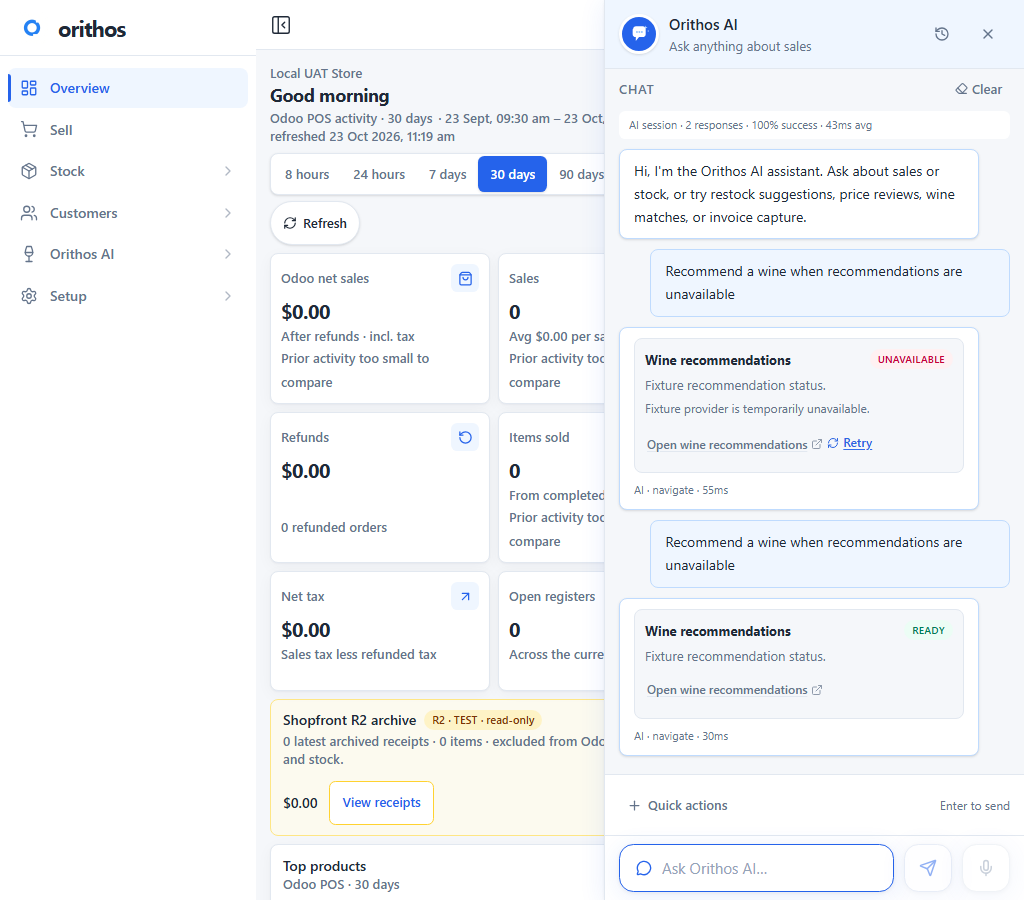 orithos
Overview
Sell
Stock
Customers
Orithos AI
Setup
Local UAT Store
Good morning
Odoo POS activity · 30 days · 23 Sept, 09:30 am – 23 Oct,
refreshed 23 Oct 2026, 11:19 am
8 hours
24 hours
7 days
30 days
90 days
Refresh
Odoo net sales
$0.00
After refunds · incl. tax
Prior activity too small to
compare
Sales
0
Avg $0.00 per sa
Prior activity too
compare
Refunds
$0.00
0 refunded orders
Items sold
0
From completed
Prior activity too
compare
Net tax
$0.00
Sales tax less refunded tax
Open registers
0
Across the curre
Shopfront R2 archive
R2 · TEST · read-only
0 latest archived receipts · 0 items · excluded from Odo
and stock.
$0.00
View receipts
Top products
Odoo POS · 30 days
Orithos AI
Ask anything about sales
CHAT
Clear
AI session · 2 responses · 100% success · 43ms avg
Hi, I'm the Orithos AI assistant. Ask about sales or
stock, or try restock suggestions, price reviews, wine
matches, or invoice capture.
Recommend a wine when recommendations are
unavailable
Wine recommendations
UNAVAILABLE
Fixture recommendation status.
Fixture provider is temporarily unavailable.
Open wine recommendations
Retry
AI · navigate · 55ms
Recommend a wine when recommendations are
unavailable
Wine recommendations
READY
Fixture recommendation status.
Open wine recommendations
AI · navigate · 30ms
Quick actions
Enter to send
Ask Orithos AI...